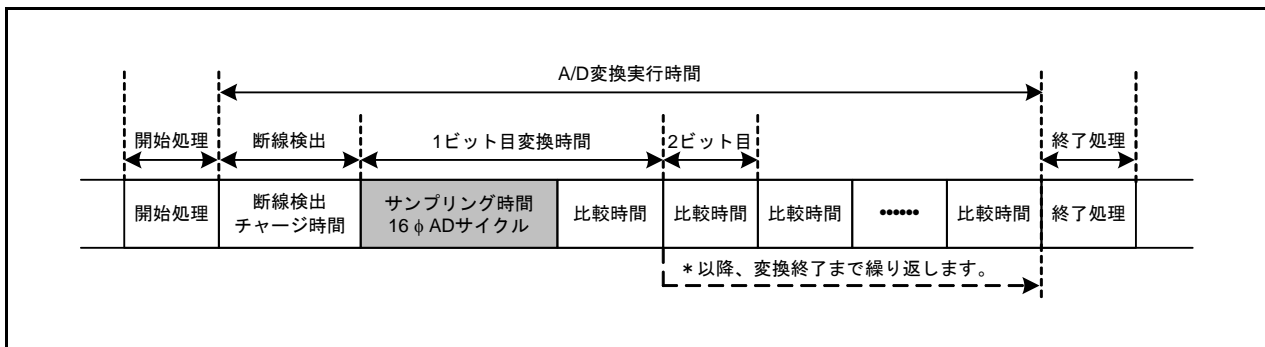 A/D変換実行時間
開始処理 断線検出 1ビット目変換時間 2ビット目 終了処理
開始処理 断線検出 チャージ時間 サンプリング時間 16 φ ADサイクル 比較時間 比較時間 比較時間 •••••• 比較時間 終了処理
*以降、変換終了まで繰り返します。